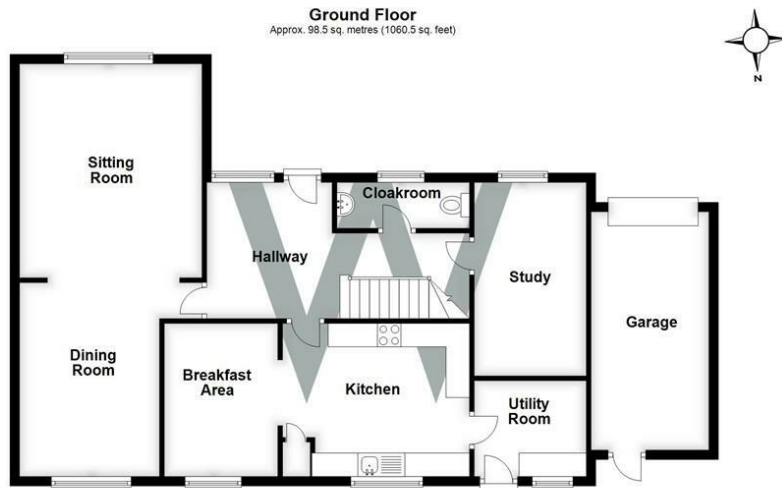 Ground Floor
Approx. 98.5 sq. metres (1060.5 sq. feet)
N
Sitting
Room
Cloakroom
Hallway
Study
Garage
Dining
Room
Breakfast
Area
Kitchen
Utility
Room
W